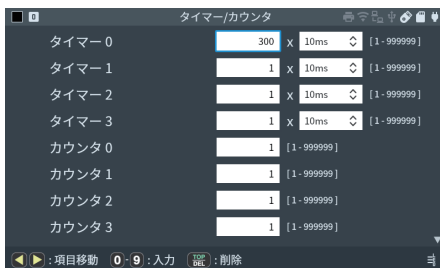 0 タイマー/カウンタ
タイマー 0 300 x 10ms [1-999999]
タイマー 1 1 x 10ms [1-999999]
タイマー 2 1 x 10ms [1-999999]
タイマー 3 1 x 10ms [1-999999]
カウンタ 0 1 [1-999999]
カウンタ 1 1 [1-999999]
カウンタ 2 1 [1-999999]
カウンタ 3 1 [1-999999]
:項目移動 0-9:入力 TOP DEL:削除